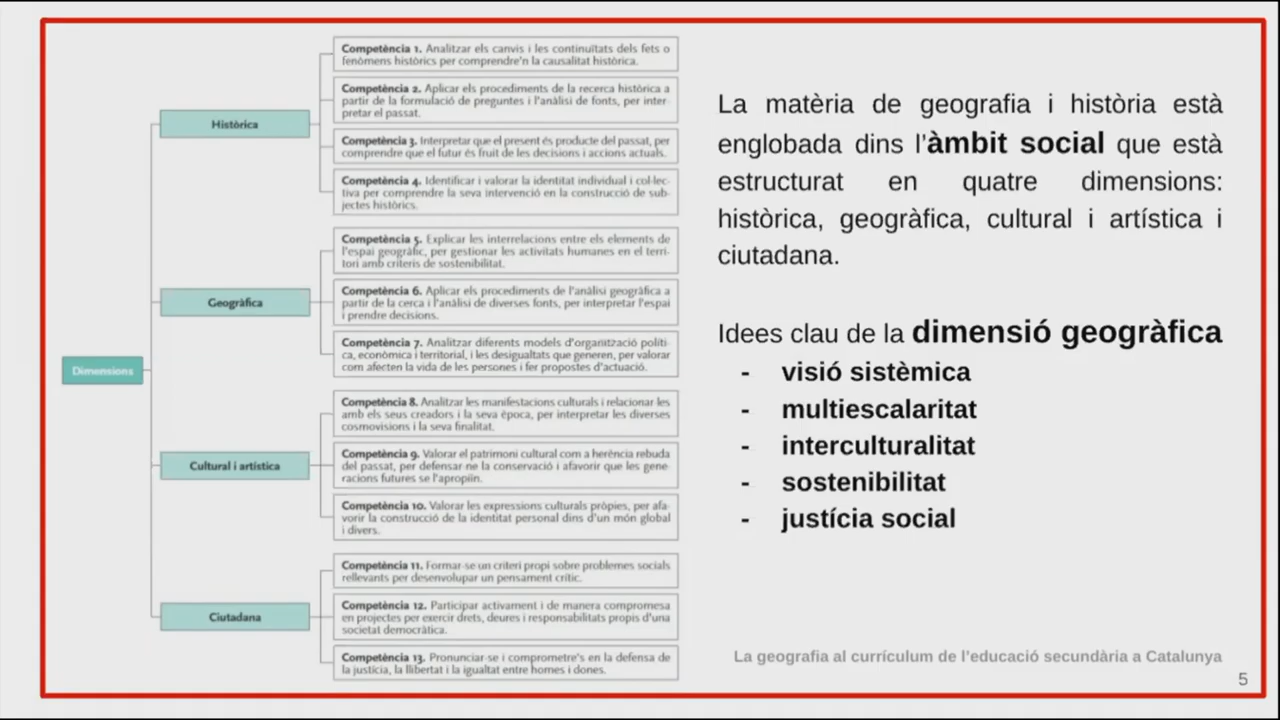 Dimensions
Històrica
Competència 1. Analitzar els canvis i les continuïtats dels fets o
fenòmens històrics per comprendre'n la causalitat històrica.
Competència 2. Aplicar els procediments de la recerca històrica a
partir de la formulació de preguntes i l'anàlisi de fonts, per inter-
pretar el passat.
Competència 3. Interpretar que el present és producte del passat, per
comprendre que el futur és fruit de les decisions i accions actuals.
Competència 4. Identificar i valorar la identitat individual i col·lec-
tiva per comprendre la seva intervenció en la construcció de sub-
jectes històrics.
Geogràfica
Competència 5. Explicar les interrelacions entre els elements de
l'espai geogràfic, per gestionar les activitats humanes en el terri-
tori amb criteris de sostenibilitat.
Competència 6. Aplicar els procediments de l'anàlisi geogràfica a
partir de la cerca i l'anàlisi de diverses fonts, per interpretar l'espai
i prendre decisions.
Competència 7. Analitzar diferents models d'organització políti-
ca, econòmica i territorial, i les desigualtats que generen, per valorar
com afecten la vida de les persones i fer propostes d'actuació.
Cultural i artística
Competència 8. Analitzar les manifestacions culturals i relacionar les
amb els seus creadors i la seva època, per interpretar les diverses
cosmovisions i la seva finalitat.
Competència 9. Valorar el patrimoni cultural com a herència rebuda
del passat, per defensar ne la conservació i afavorir que les gene-
racions futures se l'apropiïn.
Competència 10. Valorar les expressions culturals pròpies, per afa-
vorir la construcció de la identitat personal dins d'un món global
i divers.
Ciutadana
Competència 11. Formar-se un criteri propi sobre problemes socials
rellevants per desenvolupar un pensament crític.
Competència 12. Participar activament i de manera compromesa
en projectes per exercir drets, deures i responsabilitats propis d'una
societat democràtica.
Competència 13. Pronunciar-se i comprometre's en la defensa de
la justícia, la llibertat i la igualtat entre homes i dones.
La matèria de geografia i història està
englobada dins l'àmbit social que està
estructurat en quatre dimensions:
històrica, geogràfica, cultural i artística i
ciutadana.
Idees clau de la dimensió geogràfica
- visió sistèmica
- multiescalaritat
- interculturalitat
- sostenibilitat
- justícia social
La geografia al currículum de l'educació secundària a Catalunya
5